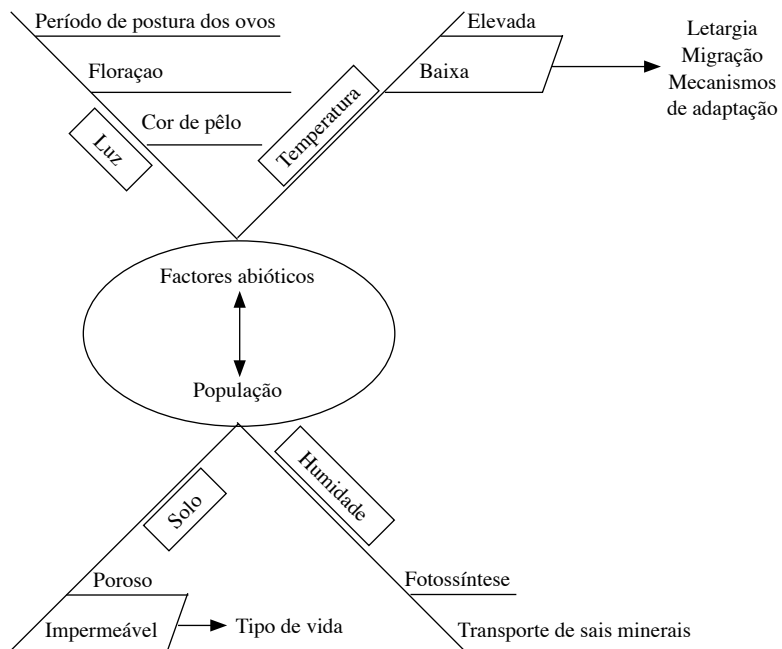 Período de postura dos ovos
Floraçao
Cor de pêlo
Luz
Temperatura
Elevada
Baixa
Letargia
Migração
Mecanismos
de adaptação
Factores abióticos
População
Solo
Humidade
Poroso
Impermeável
Tipo de vida
Fotossíntese
Transporte de sais minerais